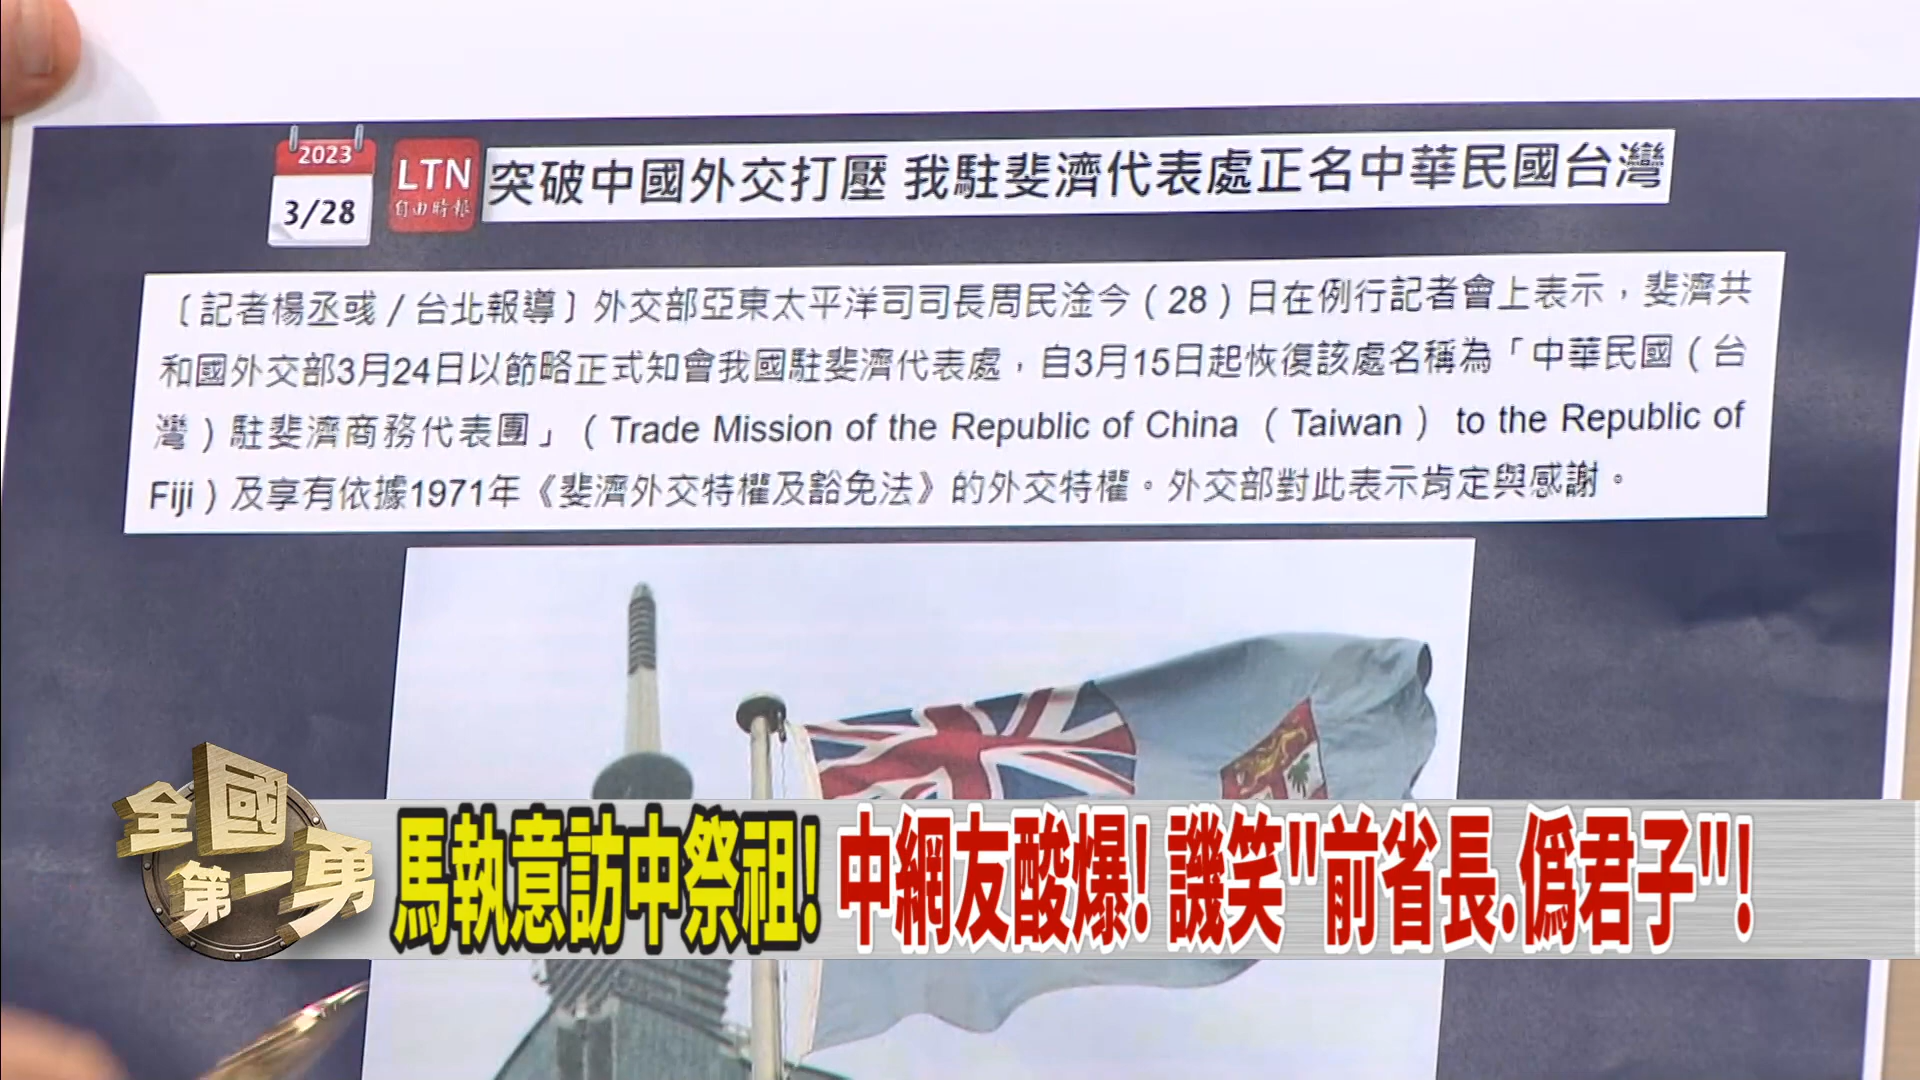 2023
3/28
LTN
自由時報
突破中國外交打壓 我駐斐濟代表處正名中華民國台灣
〔記者楊丞彧／台北報導〕外交部亞東太平洋司司長周民淦今（28）日在例行記者會上表示，斐濟共
和國外交部3月24日以節略正式知會我國駐斐濟代表處，自3月15日起恢復該處名稱為「中華民國（台
灣）駐斐濟商務代表團」（Trade Mission of the Republic of China （Taiwan） to the Republic of
Fiji）及享有依據1971年《斐濟外交特權及豁免法》的外交特權。外交部對此表示肯定與感謝。
全國
第一勇
馬執意訪中祭祖! 中網友酸爆! 譏笑"前省長.偽君子"!